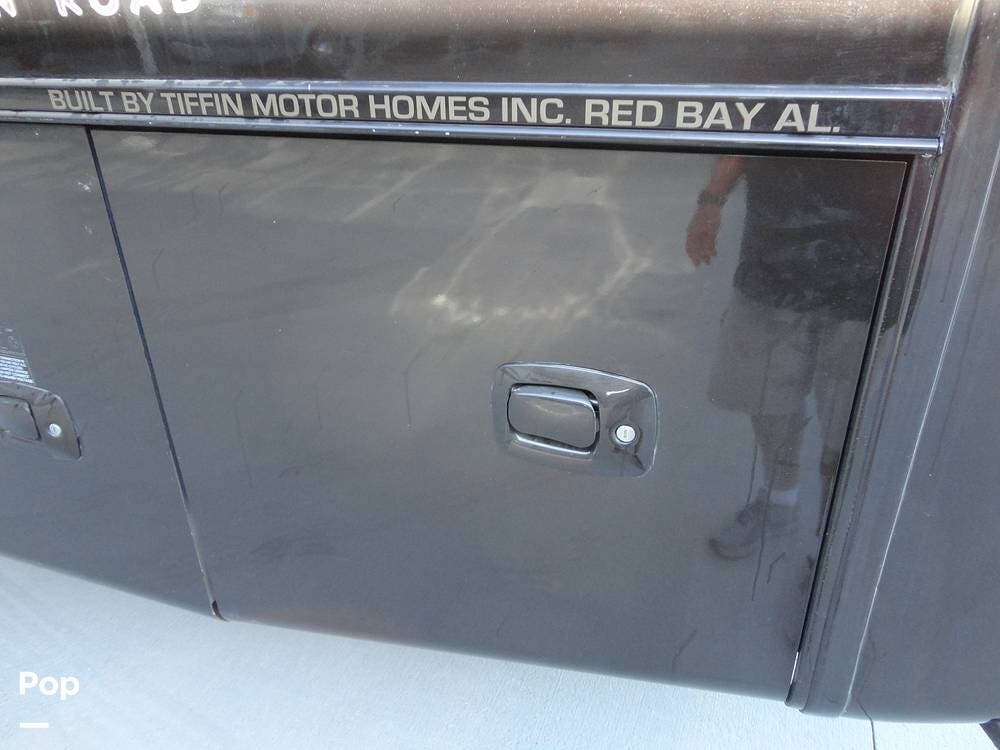 ROAD
BUILT BY TIFFIN MOTOR HOMES INC. RED BAY AL.
Pop